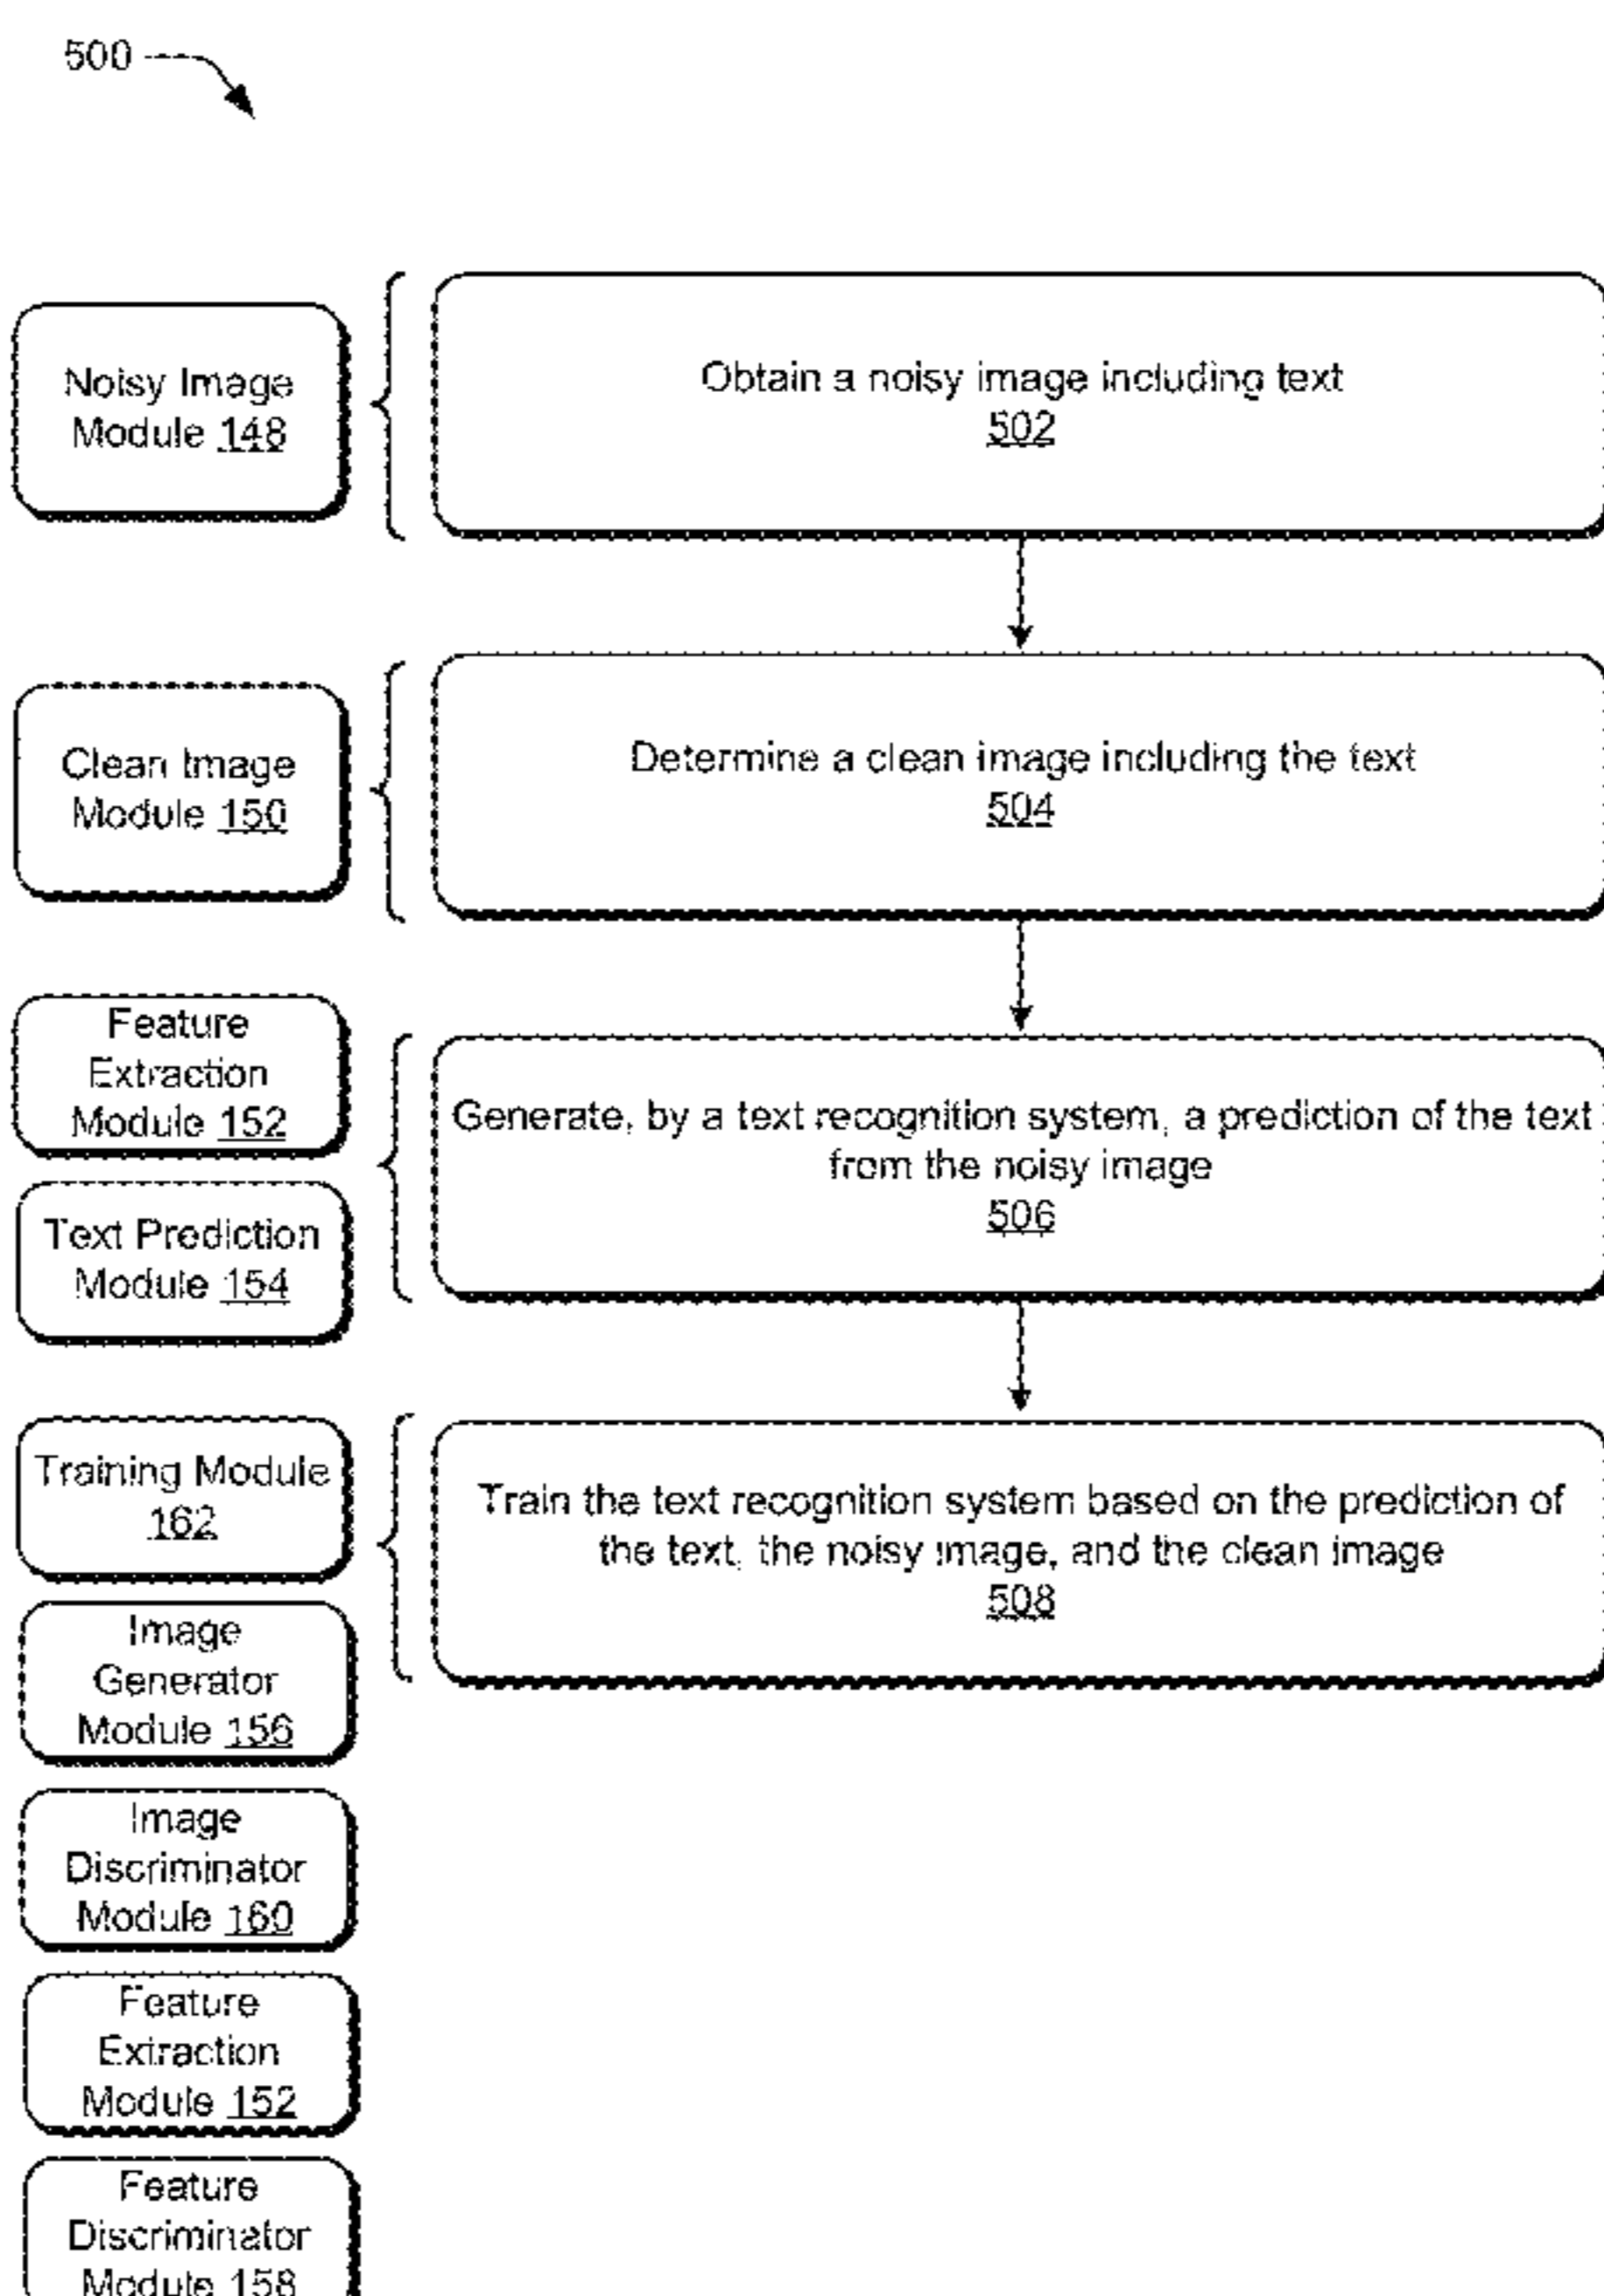 500
Noisy Image
Module 148
Obtain a noisy image including text
502
Clean Image
Module 150
Determine a clean image including the text
504
Feature
Extraction
Module 152
Text Prediction
Module 154
Generate, by a text recognition system, a prediction of the text
from the noisy image
506
Training Module
162
Train the text recognition system based on the prediction of
the text, the noisy image, and the clean image
508
Image
Generator
Module 156
Image
Discriminator
Module 160
Feature
Extraction
Module 152
Feature
Discriminator
Module 158